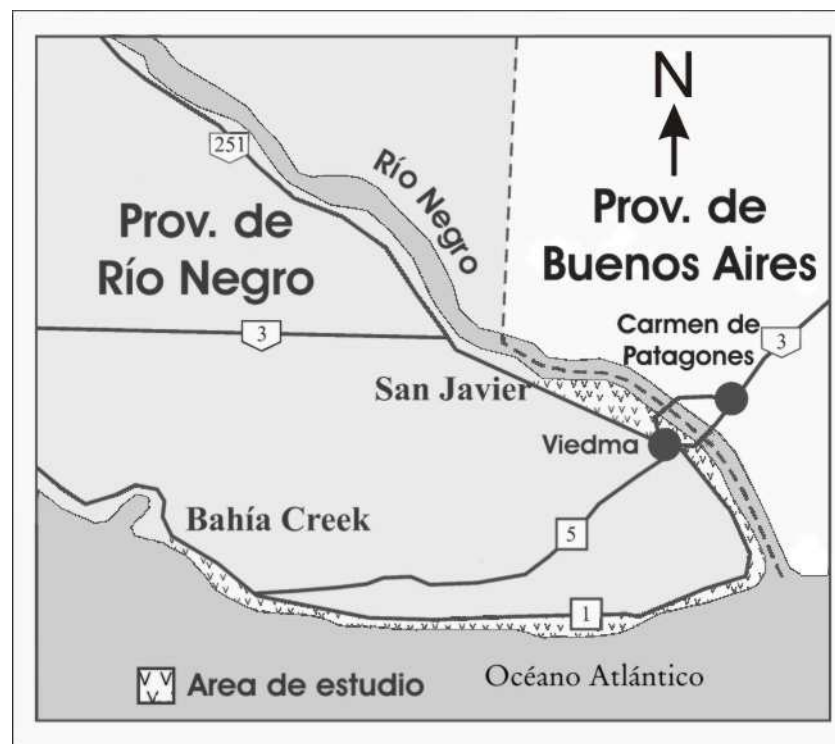 N
251
Río Negro
Prov. de
Río Negro
Prov. de
Buenos Aires
Carmen de
Patagones
3
3
San Javier
Viedma
Bahía Creek
5
1
Area de estudio
Océano Atlántico